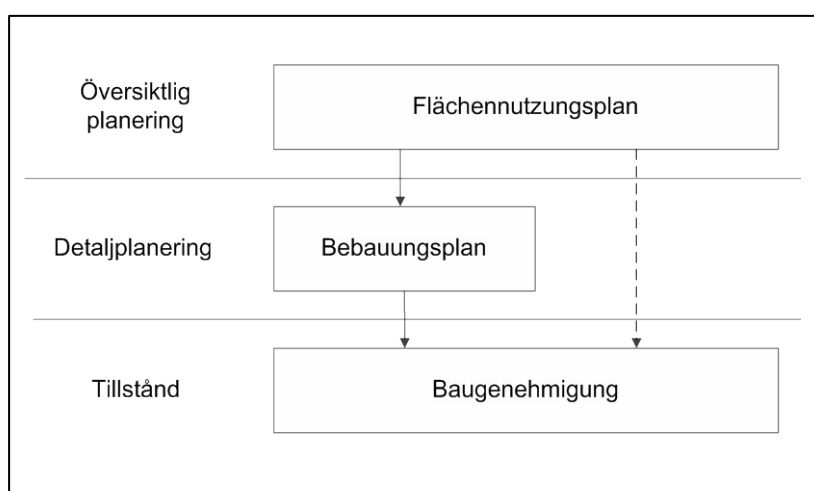 Översiktlig
planering
Flächennutzungsplan
Detaljplanering
Bebauungsplan
Tillstånd
Baugenehmigung